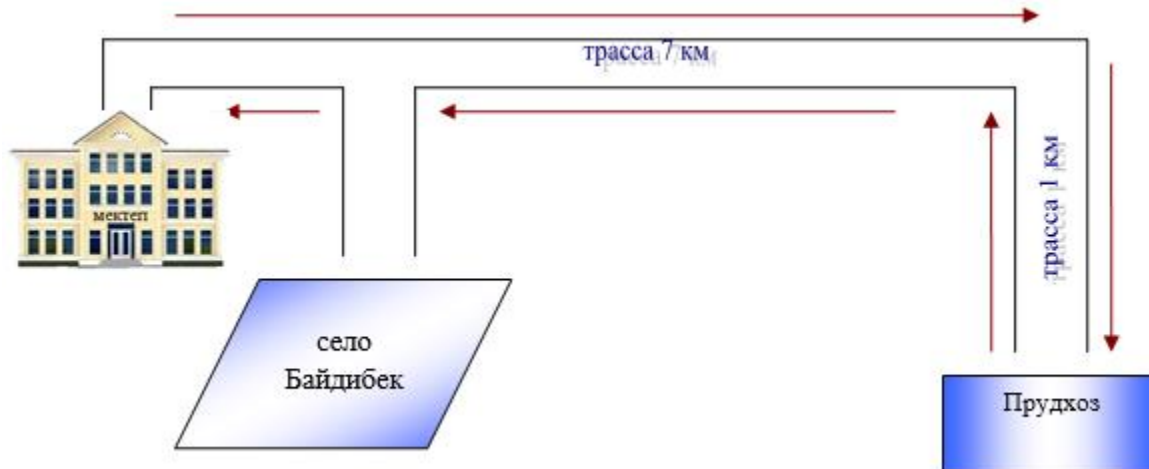 трасса 7 км
мектеп
трасса 1 км
село
Байдибек
Прудхоз